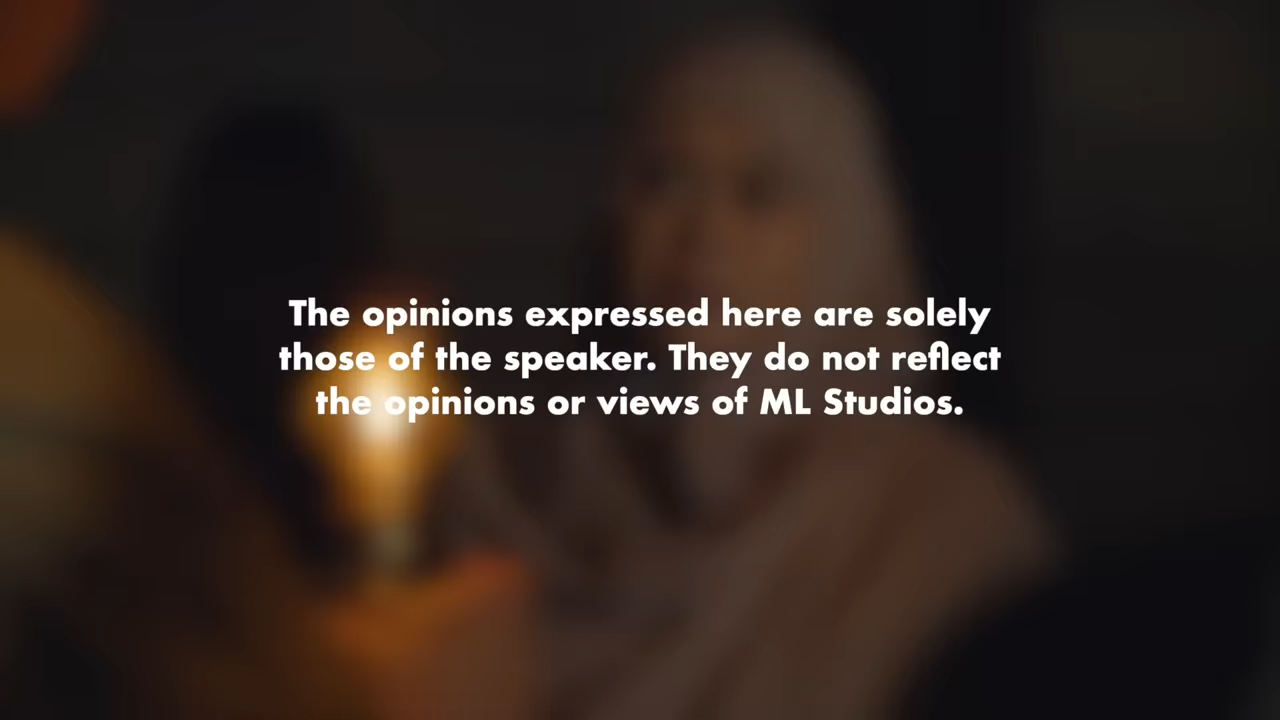 The opinions expressed here are solely
those of the speaker. They do not reflect
the opinions or views of ML Studios.